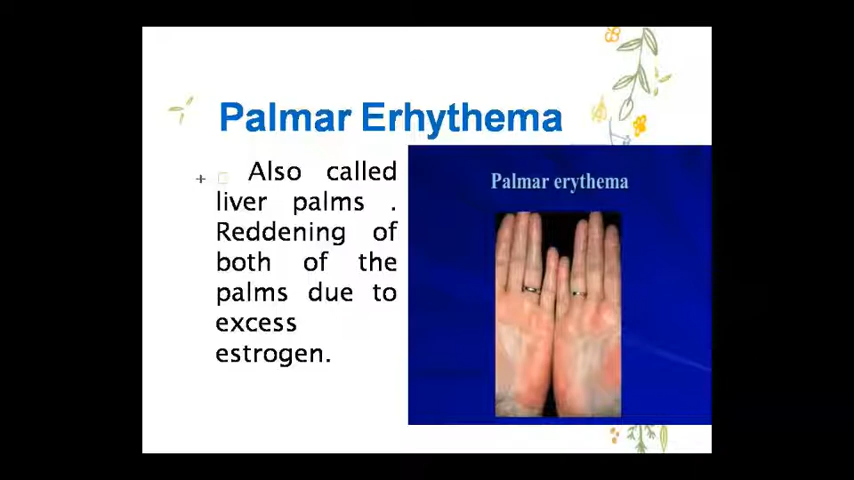 Palmar Erhythema
+ Also called
liver palms .
Reddening of
both of the
palms due to
excess
estrogen.
Palmar erythema